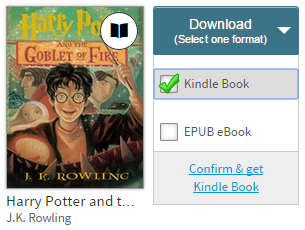 HARRY POTTER
AND THE
GOBLET OF FIRE
J. K. ROWLING
Harry Potter and t...
J.K. Rowling
Download
(Select one format)
Kindle Book
EPUB eBook
Confirm & get
Kindle Book